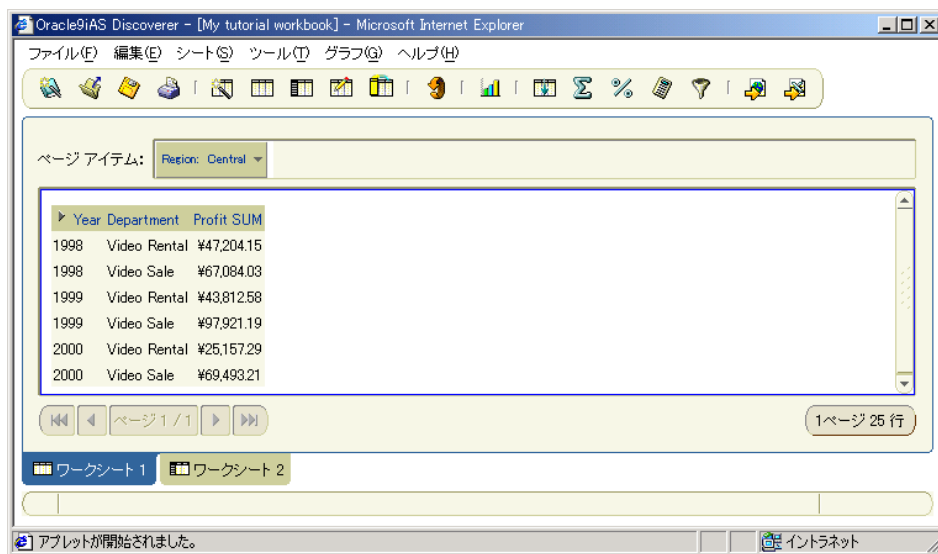 Oracle9iAS Discoverer - [My tutorial workbook] - Microsoft Internet Explorer
ファイル(F) 編集(E) シート(S) ツール(T) グラフ(G) ヘルプ(H)
ページ アイテム: Region: Central
Year Department Profit SUM
1998 Video Rental ¥47,204.15
1998 Video Sale ¥67,084.03
1999 Video Rental ¥43,812.58
1999 Video Sale ¥97,921.19
2000 Video Rental ¥25,157.29
2000 Video Sale ¥69,493.21
ページ 1 / 1 1ページ 25 行
ワークシート 1 ワークシート 2
アプレットが開始されました。 イントラネット